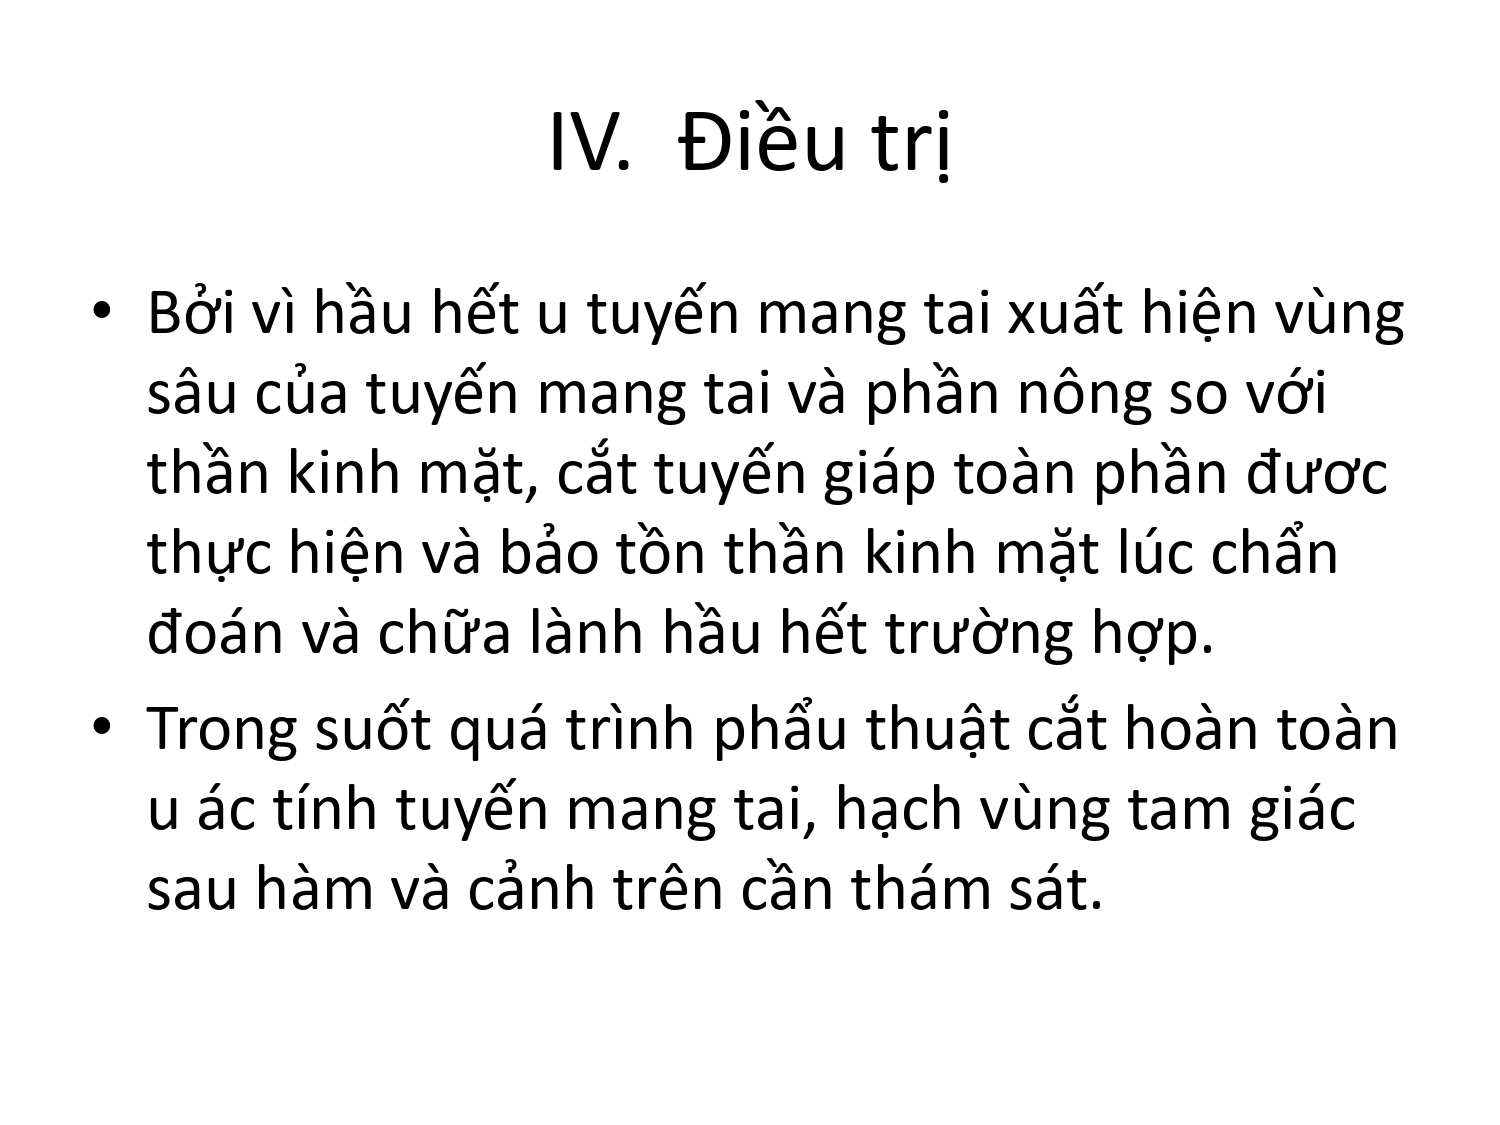 IV. Điều trị
• Bởi vì hầu hết u tuyến mang tai xuất hiện vùng
sâu của tuyến mang tai và phần nông so với
thần kinh mặt, cắt tuyến giáp toàn phần đươc
thực hiện và bảo tồn thần kinh mặt lúc chẩn
đoán và chữa lành hầu hết trường hợp.
• Trong suốt quá trình phẩu thuật cắt hoàn toàn
u ác tính tuyến mang tai, hạch vùng tam giác
sau hàm và cảnh trên cần thám sát.